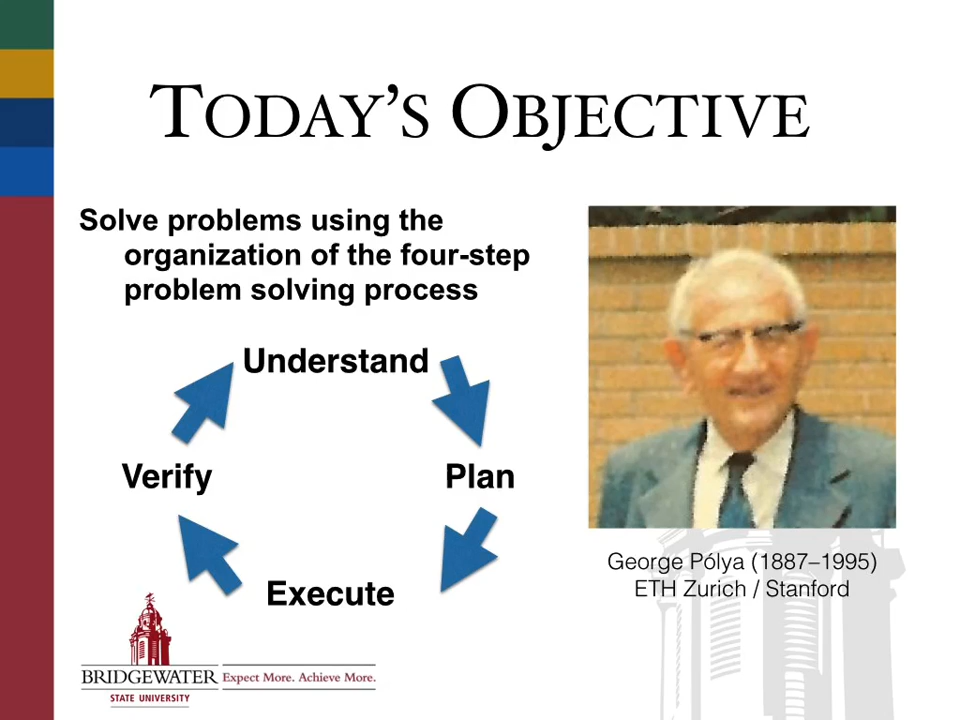 TODAY'S OBJECTIVE
Solve problems using the
organization of the four-step
problem solving process
Understand
Verify
Plan
Execute
George Pólya (1887–1995)
ETH Zurich / Stanford
BRIDGEWATER
STATE UNIVERSITY
Expect More. Achieve More.